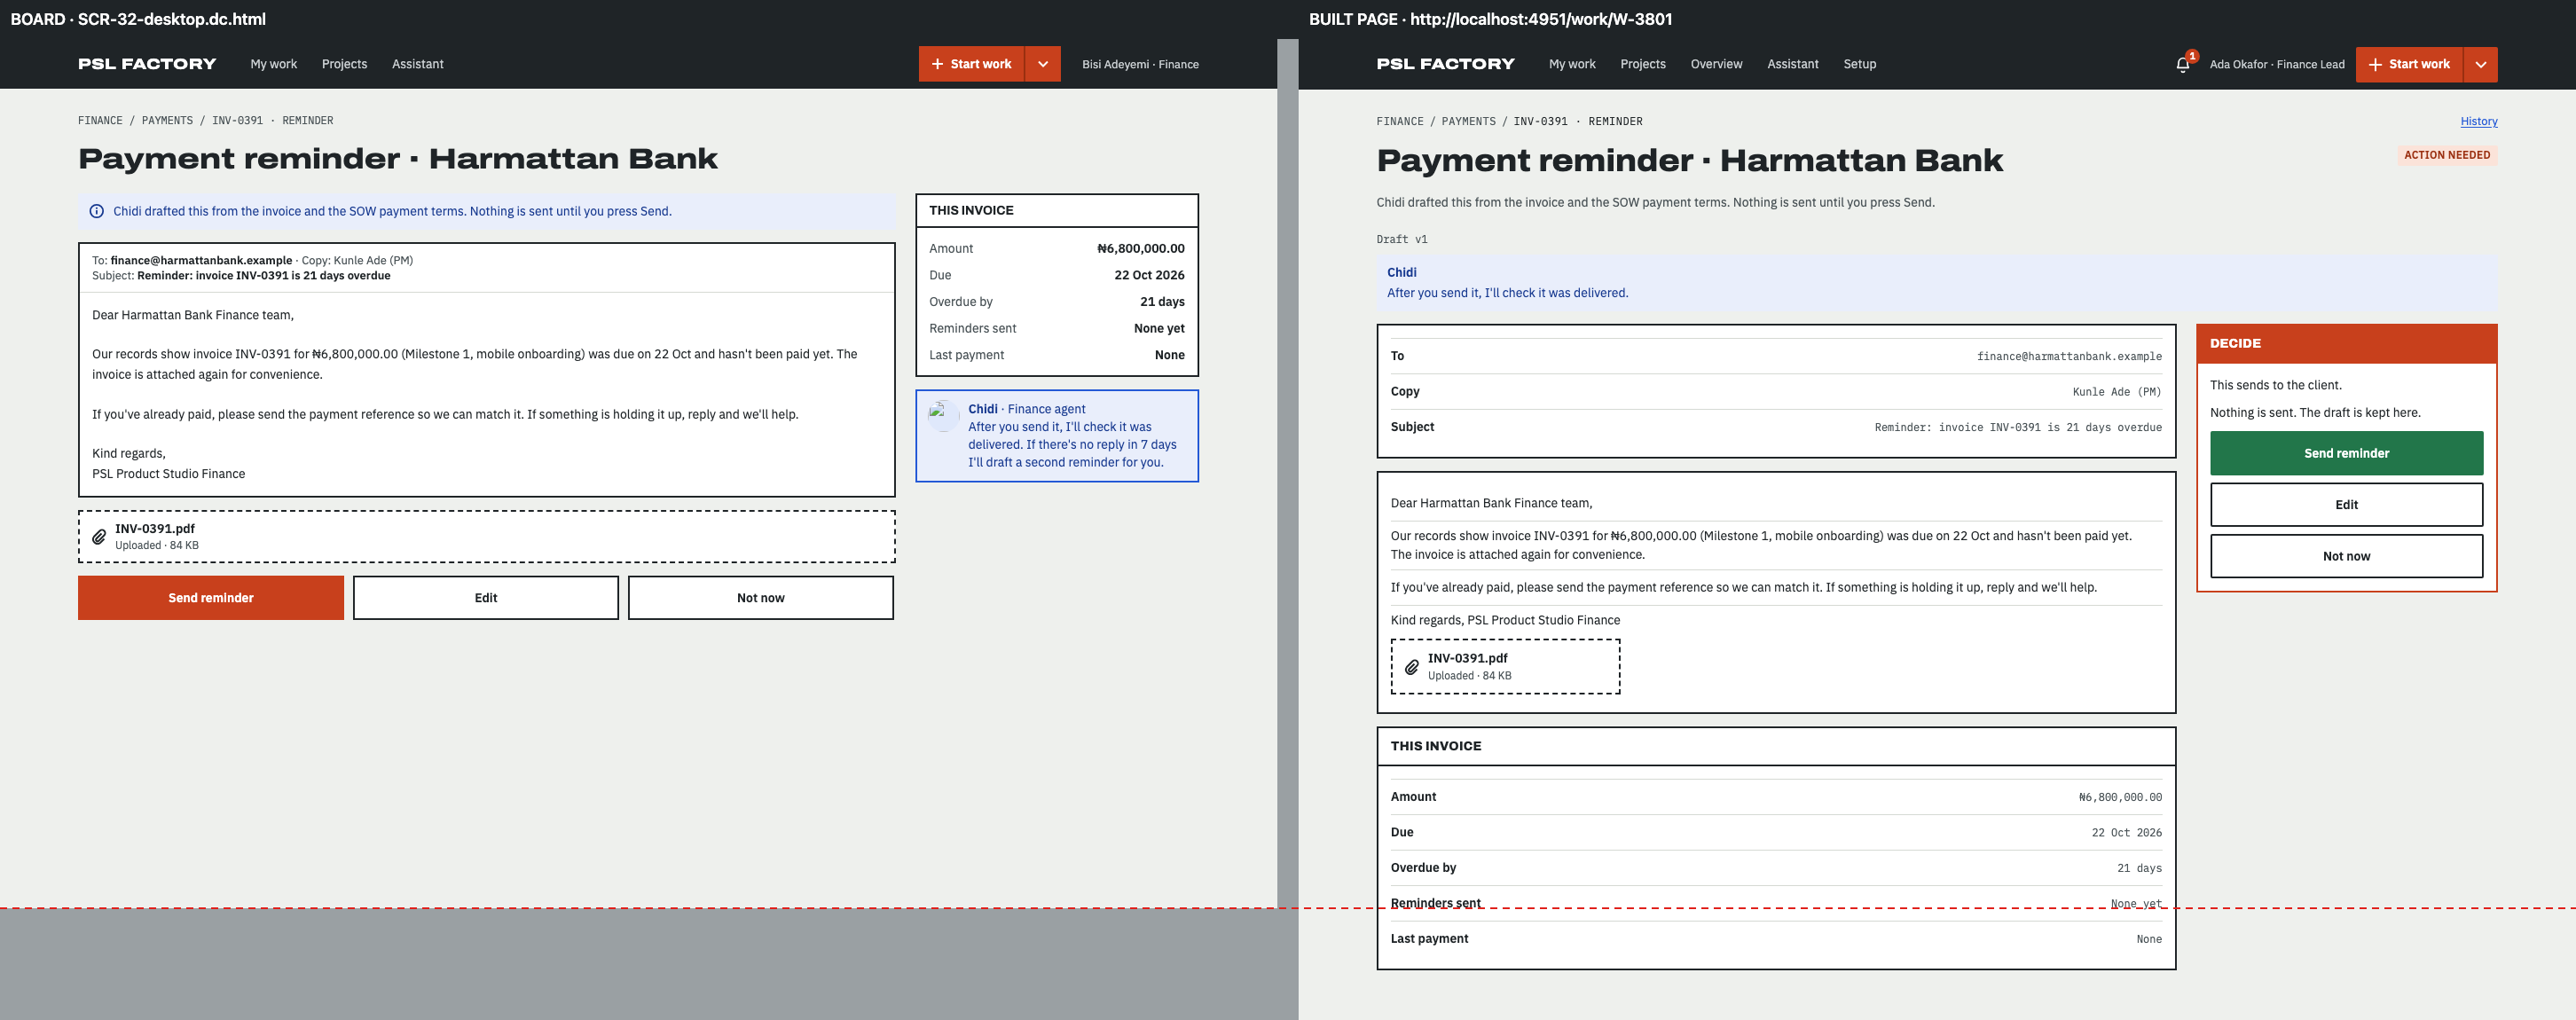 BOARD · SCR-32-desktop.dc.html
PSL FACTORY
My work
Projects
Assistant
Start work
Bisi Adeyemi · Finance
FINANCE / PAYMENTS / INV-0391 · REMINDER
Payment reminder · Harmattan Bank
Chidi drafted this from the invoice and the SOW payment terms. Nothing is sent until you press Send.
To: finance@harmattanbank.example · Copy: Kunle Ade (PM)
Subject: Reminder: invoice INV-0391 is 21 days overdue
Dear Harmattan Bank Finance team,
Our records show invoice INV-0391 for ₦6,800,000.00 (Milestone 1, mobile onboarding) was due on 22 Oct and hasn't been paid yet. The
invoice is attached again for convenience.
If you've already paid, please send the payment reference so we can match it. If something is holding it up, reply and we'll help.
Kind regards,
PSL Product Studio Finance
INV-0391.pdf
Uploaded · 84 KB
Send reminder
Edit
Not now
THIS INVOICE
Amount ₦6,800,000.00
Due 22 Oct 2026
Overdue by 21 days
Reminders sent None yet
Last payment None
Chidi · Finance agent
After you send it, I'll check it was
delivered. If there's no reply in 7 days
I'll draft a second reminder for you.
BUILT PAGE · http://localhost:4951/work/W-3801
PSL FACTORY
My work
Projects
Overview
Assistant
Setup
1
Ada Okafor · Finance Lead
Start work
FINANCE / PAYMENTS / INV-0391 · REMINDER
History
Payment reminder · Harmattan Bank
ACTION NEEDED
Chidi drafted this from the invoice and the SOW payment terms. Nothing is sent until you press Send.
Draft v1
Chidi
After you send it, I'll check it was delivered.
To finance@harmattanbank.example
Copy Kunle Ade (PM)
Subject Reminder: invoice INV-0391 is 21 days overdue
Dear Harmattan Bank Finance team,
Our records show invoice INV-0391 for ₦6,800,000.00 (Milestone 1, mobile onboarding) was due on 22 Oct and hasn't been paid yet.
The invoice is attached again for convenience.
If you've already paid, please send the payment reference so we can match it. If something is holding it up, reply and we'll help.
Kind regards, PSL Product Studio Finance
INV-0391.pdf
Uploaded · 84 KB
THIS INVOICE
Amount ₦6,800,000.00
Due 22 Oct 2026
Overdue by 21 days
Reminders sent None yet
Last payment None
DECIDE
This sends to the client.
Nothing is sent. The draft is kept here.
Send reminder
Edit
Not now